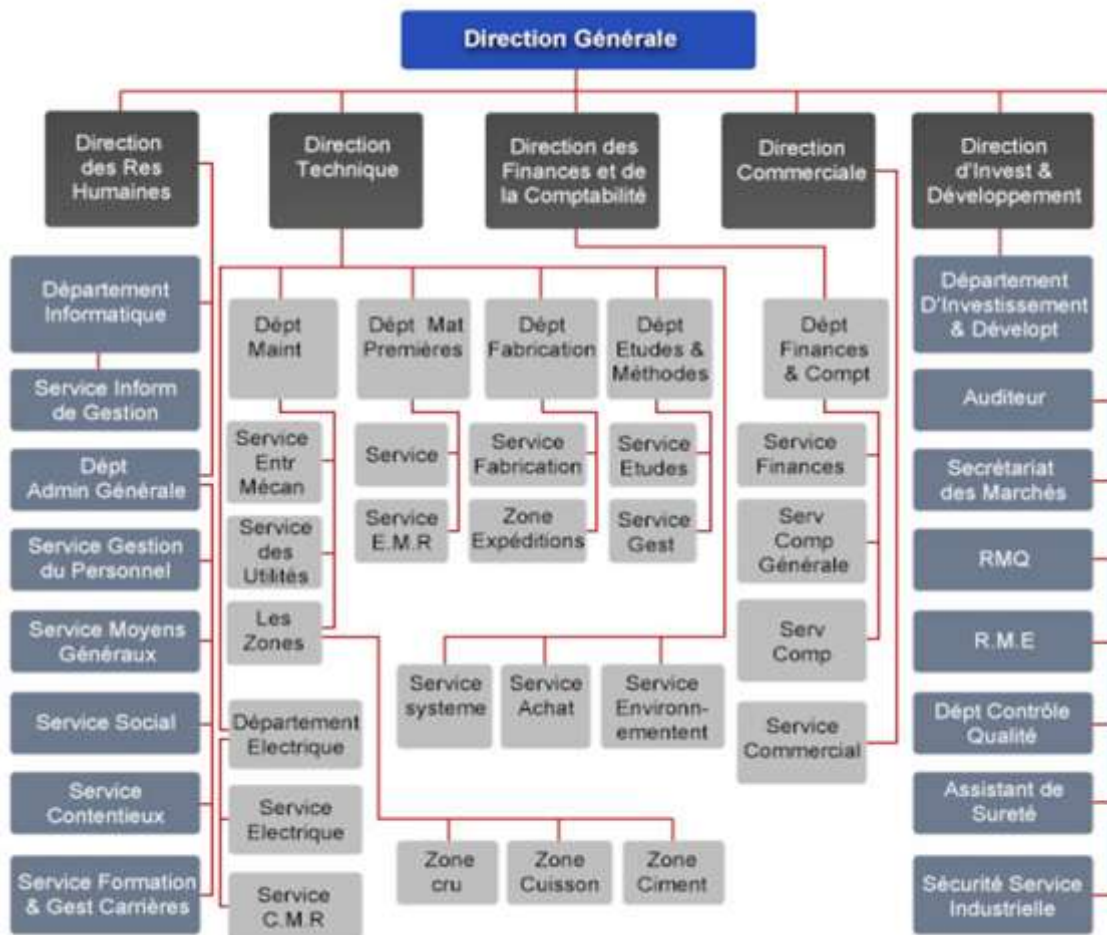 Direction Générale
Direction
des Res
Humaines
Direction
Technique
Direction des
Finances et de
la Comptabilité
Direction
Commerciale
Direction
d'Invest &
Développement
Département
Informatique
Service Inform
de Gestion
Dépt
Admin Générale
Service Gestion
du Personnel
Service Moyens
Généraux
Service Social
Service
Contentieux
Service Formation
& Gest Carrières
Dépt
Maint
Service
Entr
Mécan
Service
des
Utilités
Les
Zones
Département
Electrique
Service
Electrique
Service
C.M.R
Dépt Mat
Premières
Service
Service
E.M.R
Dépt
Fabrication
Service
Fabrication
Zone
Expéditions
Dépt
Etudes &
Méthodes
Service
Etudes
Service
Gest
Service
systeme
Service
Achat
Service
Environn-
ementent
Zone
cru
Zone
Cuisson
Zone
Ciment
Dépt
Finances
& Compt
Service
Finances
Serv
Comp
Générale
Serv
Comp
Service
Commercial
Département
D'Investissement
& Dévelopt
Auditeur
Secrétariat
des Marchés
RMQ
R.M.E
Dépt Contrôle
Qualité
Assistant de
Sureté
Sécurité Service
Industrielle